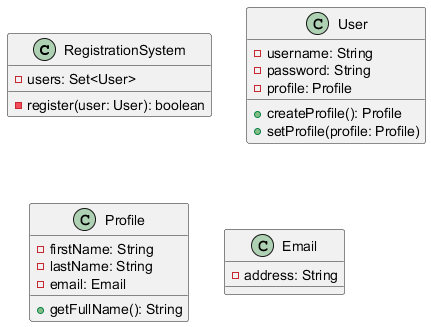 C RegistrationSystem
users: Set<User>
register(user: User): boolean
C User
username: String
password: String
profile: Profile
createProfile(): Profile
setProfile(profile: Profile)
C Profile
firstName: String
lastName: String
email: Email
getFullName(): String
C Email
address: String